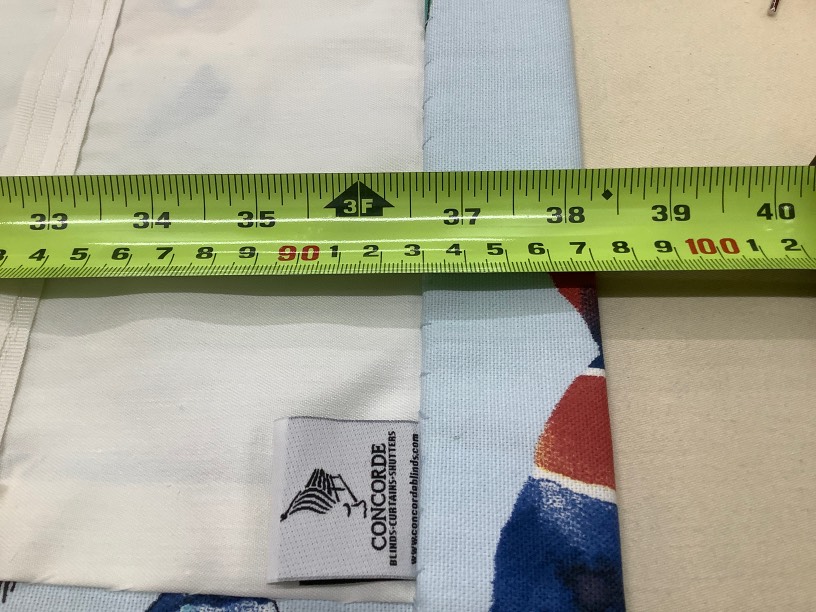 33 34 35 3F 37 38 39 40
3 4 5 6 7 8 9 90 1 2 3 4 5 6 7 8 9 100 1 2
CONCORDE
BLINDS·CURTAINS·SHUTTERS
www.concordeblinds.com